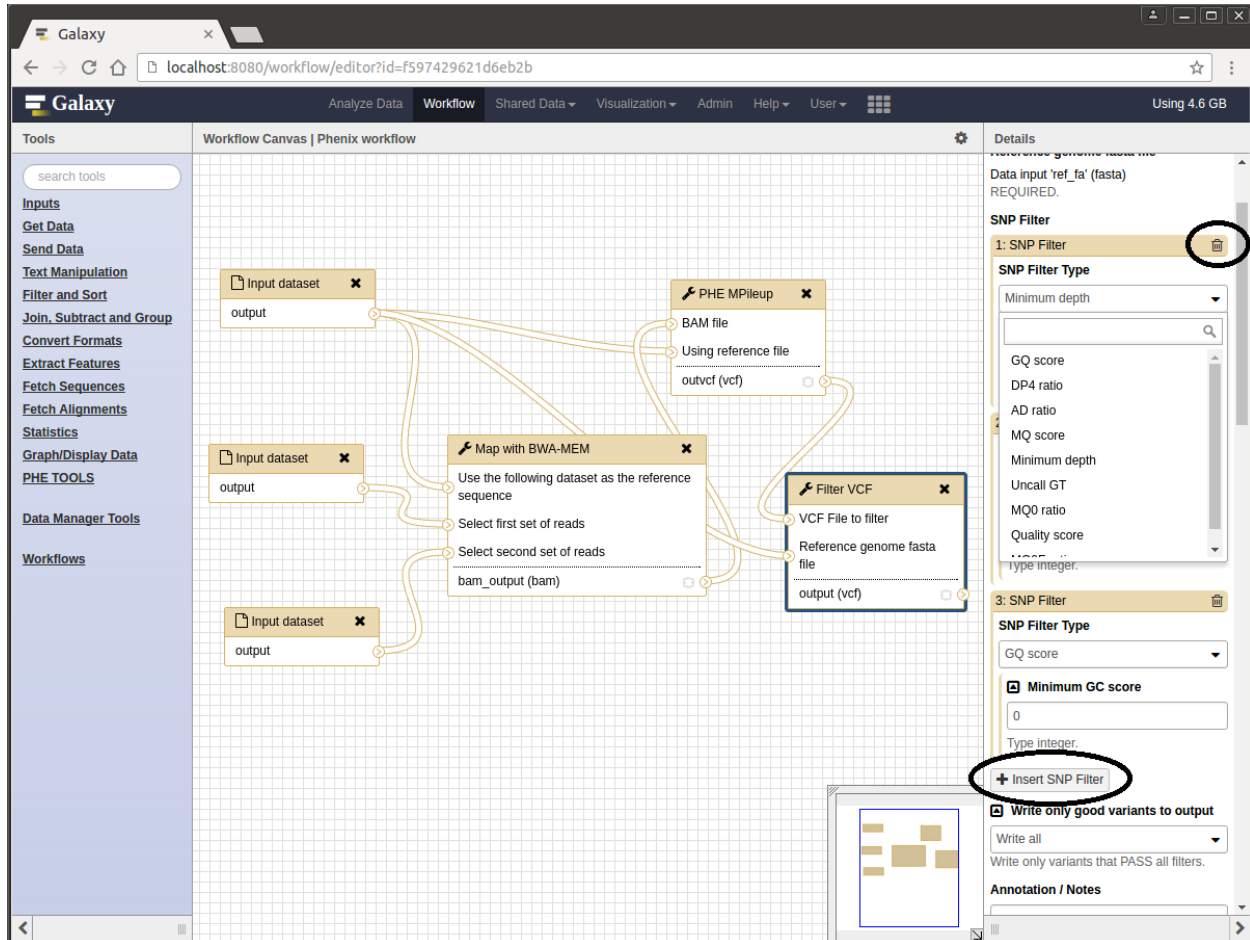 Galaxy
localhost:8080/workflow/editor?id=f597429621d6eb2b
Galaxy
Analyze Data
Workflow
Shared Data
Visualization
Admin
Help
User
Using 4.6 GB
Tools
search tools
Inputs
Get Data
Send Data
Text Manipulation
Filter and Sort
Join, Subtract and Group
Convert Formats
Extract Features
Fetch Sequences
Fetch Alignments
Statistics
Graph/Display Data
PHE TOOLS
Data Manager Tools
Workflows
Workflow Canvas | Phenix workflow
Input dataset
output
Input dataset
output
Input dataset
output
Map with BWA-MEM
Use the following dataset as the reference
sequence
Select first set of reads
Select second set of reads
bam_output (bam)
PHE MPileup
BAM file
Using reference file
outvcf (vcf)
Filter VCF
VCF File to filter
Reference genome fasta
file
output (vcf)
Details
Reference genome fasta file
Data input 'ref_fa' (fasta)
REQUIRED.
SNP Filter
1: SNP Filter
SNP Filter Type
Minimum depth
GQ score
DP4 ratio
AD ratio
MQ score
Minimum depth
Uncall GT
MQ0 ratio
Quality score
Type integer.
3: SNP Filter
SNP Filter Type
GQ score
Minimum GC score
0
Type integer.
+ Insert SNP Filter
Write only good variants to output
Write all
Write only variants that PASS all filters.
Annotation / Notes